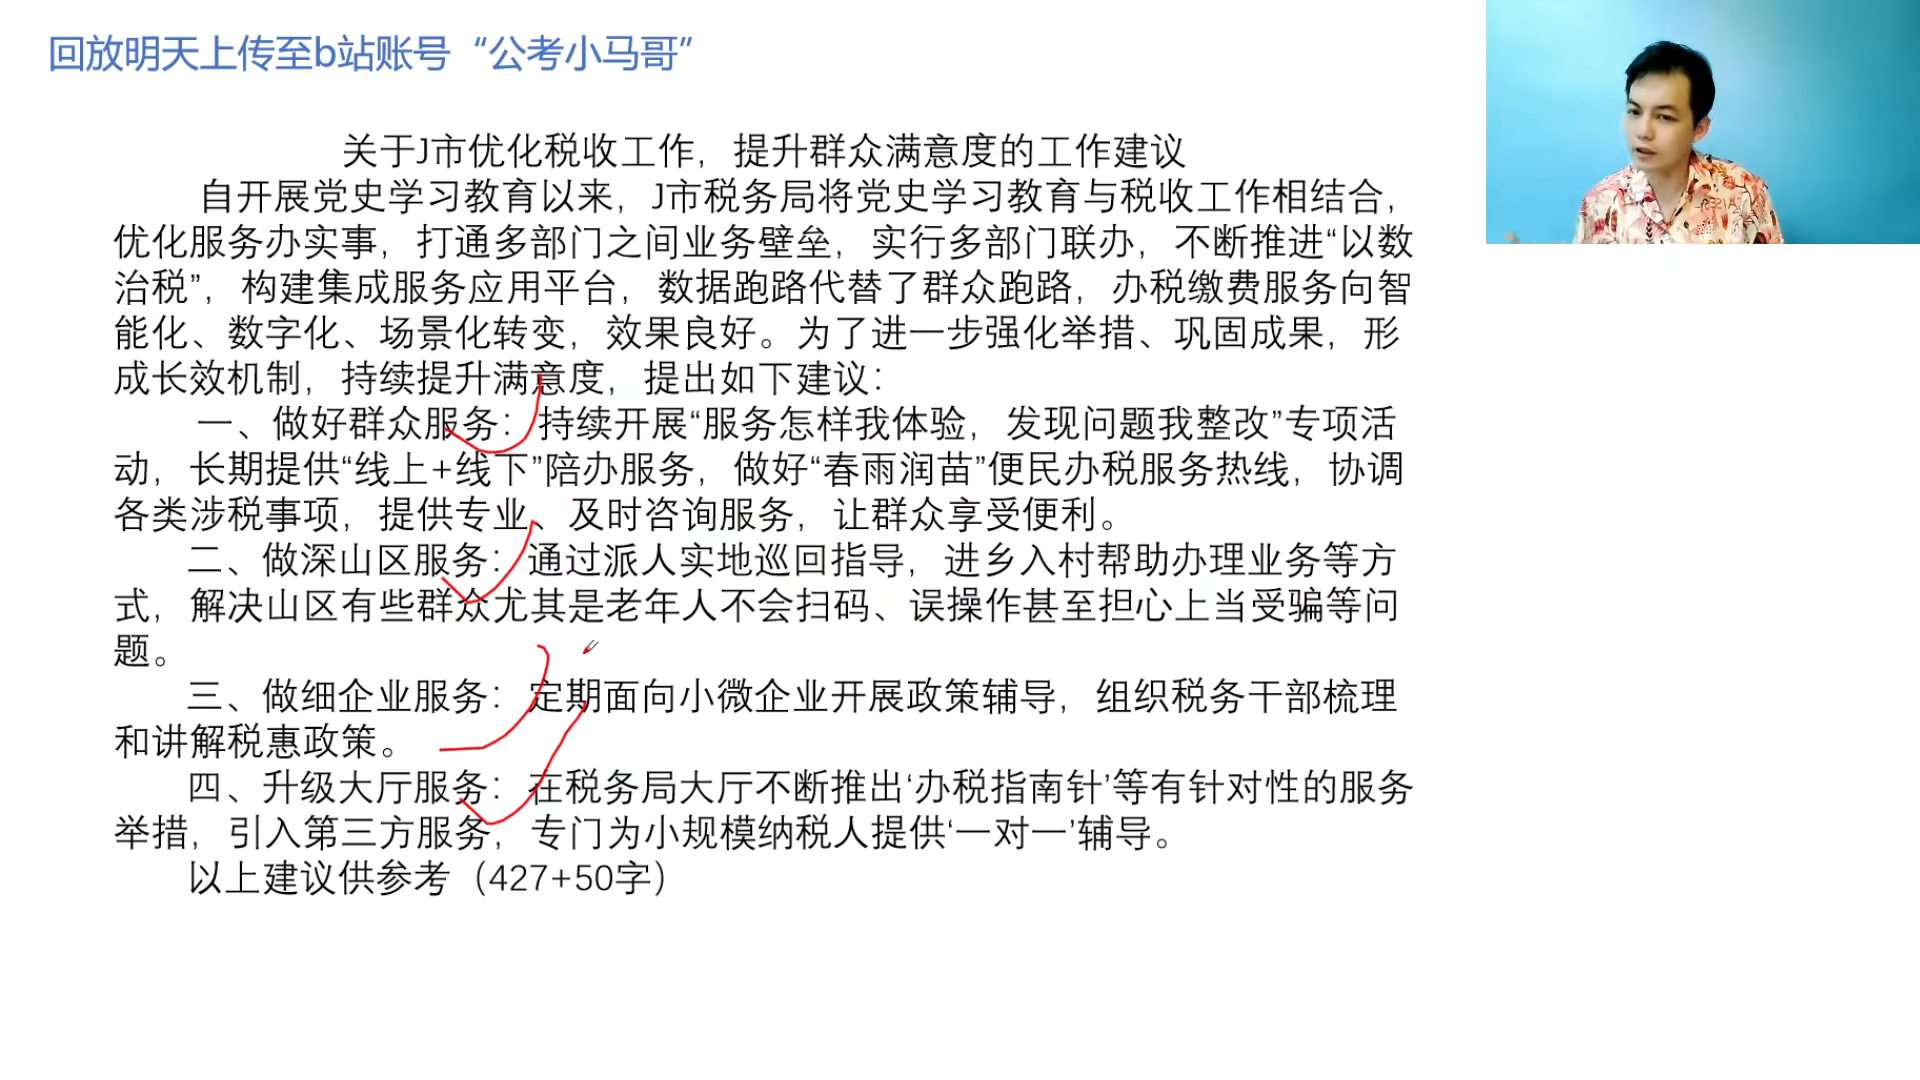 回放明天上传至b站账号“公考小马哥”
关于J市优化税收工作，提升群众满意度的工作建议
自开展党史学习教育以来，J市税务局将党史学习教育与税收工作相结合，
优化服务办实事，打通多部门之间业务壁垒，实行多部门联办，不断推进“以数
治税”，构建集成服务应用平台，数据跑路代替了群众跑路，办税缴费服务向智
能化、数字化、场景化转变，效果良好。为了进一步强化举措、巩固成果，形
成长效机制，持续提升满意度，提出如下建议：
一、做好群众服务：持续开展“服务怎样我体验，发现问题我整改”专项活
动，长期提供“线上+线下”陪办服务，做好“春雨润苗”便民办税服务热线，协调
各类涉税事项，提供专业、及时咨询服务，让群众享受便利。
二、做深山区服务：通过派人实地巡回指导，进乡入村帮助办理业务等方
式，解决山区有些群众尤其是老年人不会扫码、误操作甚至担心上当受骗等问
题。
三、做细企业服务：定期面向小微企业开展政策辅导，组织税务干部梳理
和讲解税惠政策。
四、升级大厅服务：在税务局大厅不断推出‘办税指南针’等有针对性的服务
举措，引入第三方服务，专门为小规模纳税人提供‘一对一’辅导。
以上建议供参考（427+50字）